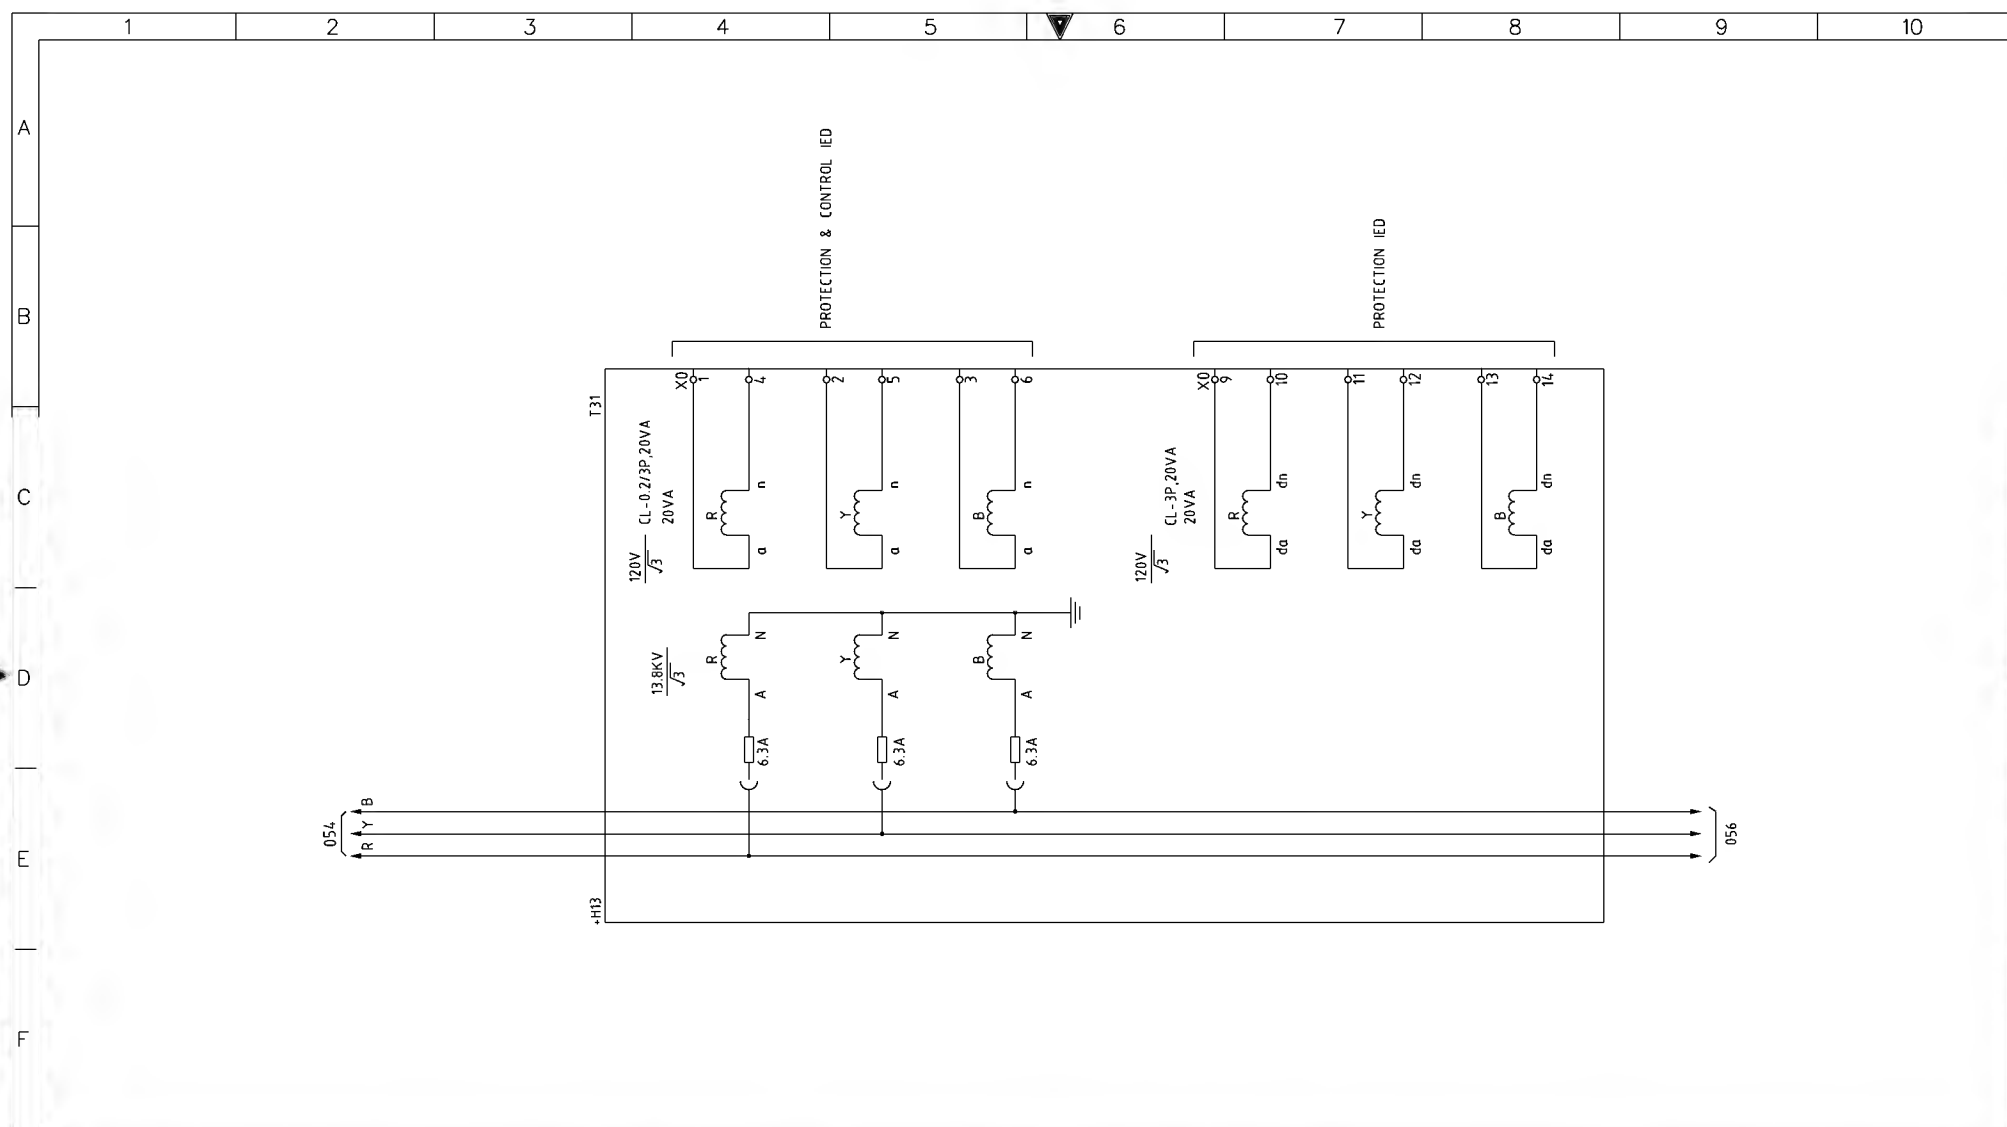 1 2 3 4 5 6 7 8 9 10
A
B
C
D
E
F
PROTECTION & CONTROL IED
PROTECTION IED
T31
X0 1 4 2 5 3 6
X0 9 10 11 12 13 14
CL-0.2/3P,20VA
20VA
120V
√3
R a n
Y a n
B a n
CL-3P,20VA
20VA
120V
√3
R da dn
Y da dn
B da dn
13.8KV
√3
R A N
Y A N
B A N
6.3A 6.3A 6.3A
054
B
Y
R
056
+H13